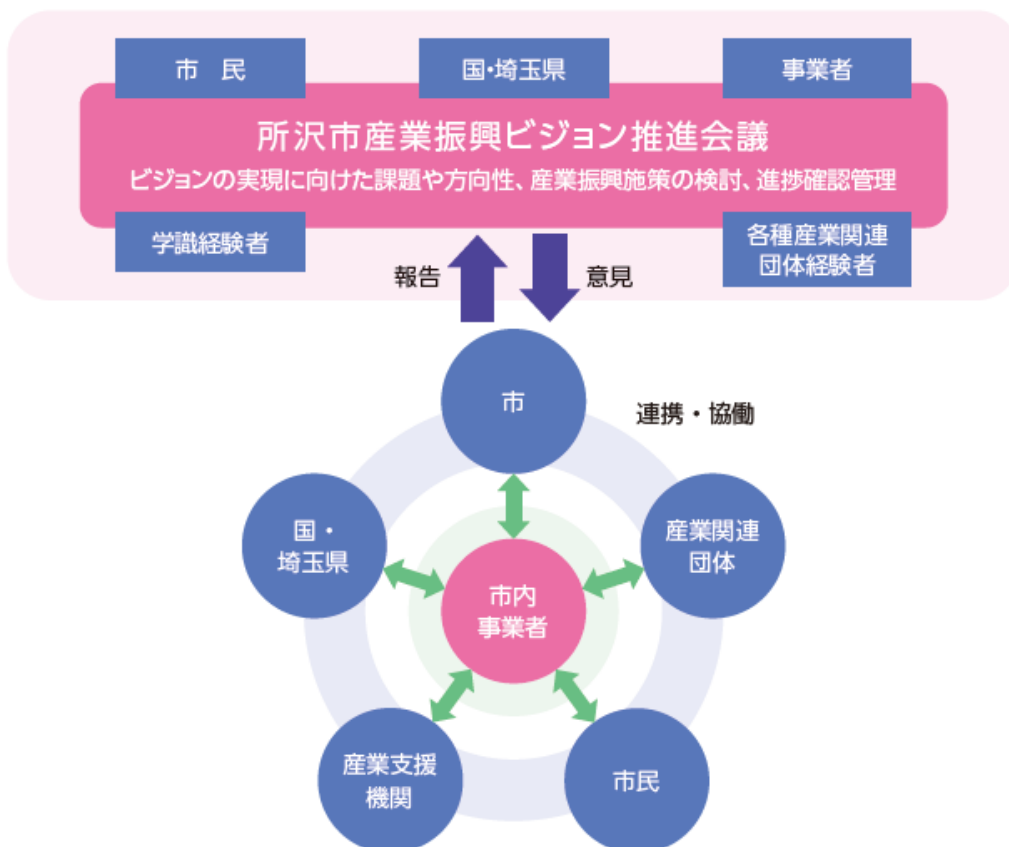 市　民
国・埼玉県
事業者
所沢市産業振興ビジョン推進会議
ビジョンの実現に向けた課題や方向性、産業振興施策の検討、進捗確認管理
学識経験者
各種産業関連
団体経験者
報告
意見
市
連携・協働
国・
埼玉県
産業関連
団体
市内
事業者
産業支援
機関
市民